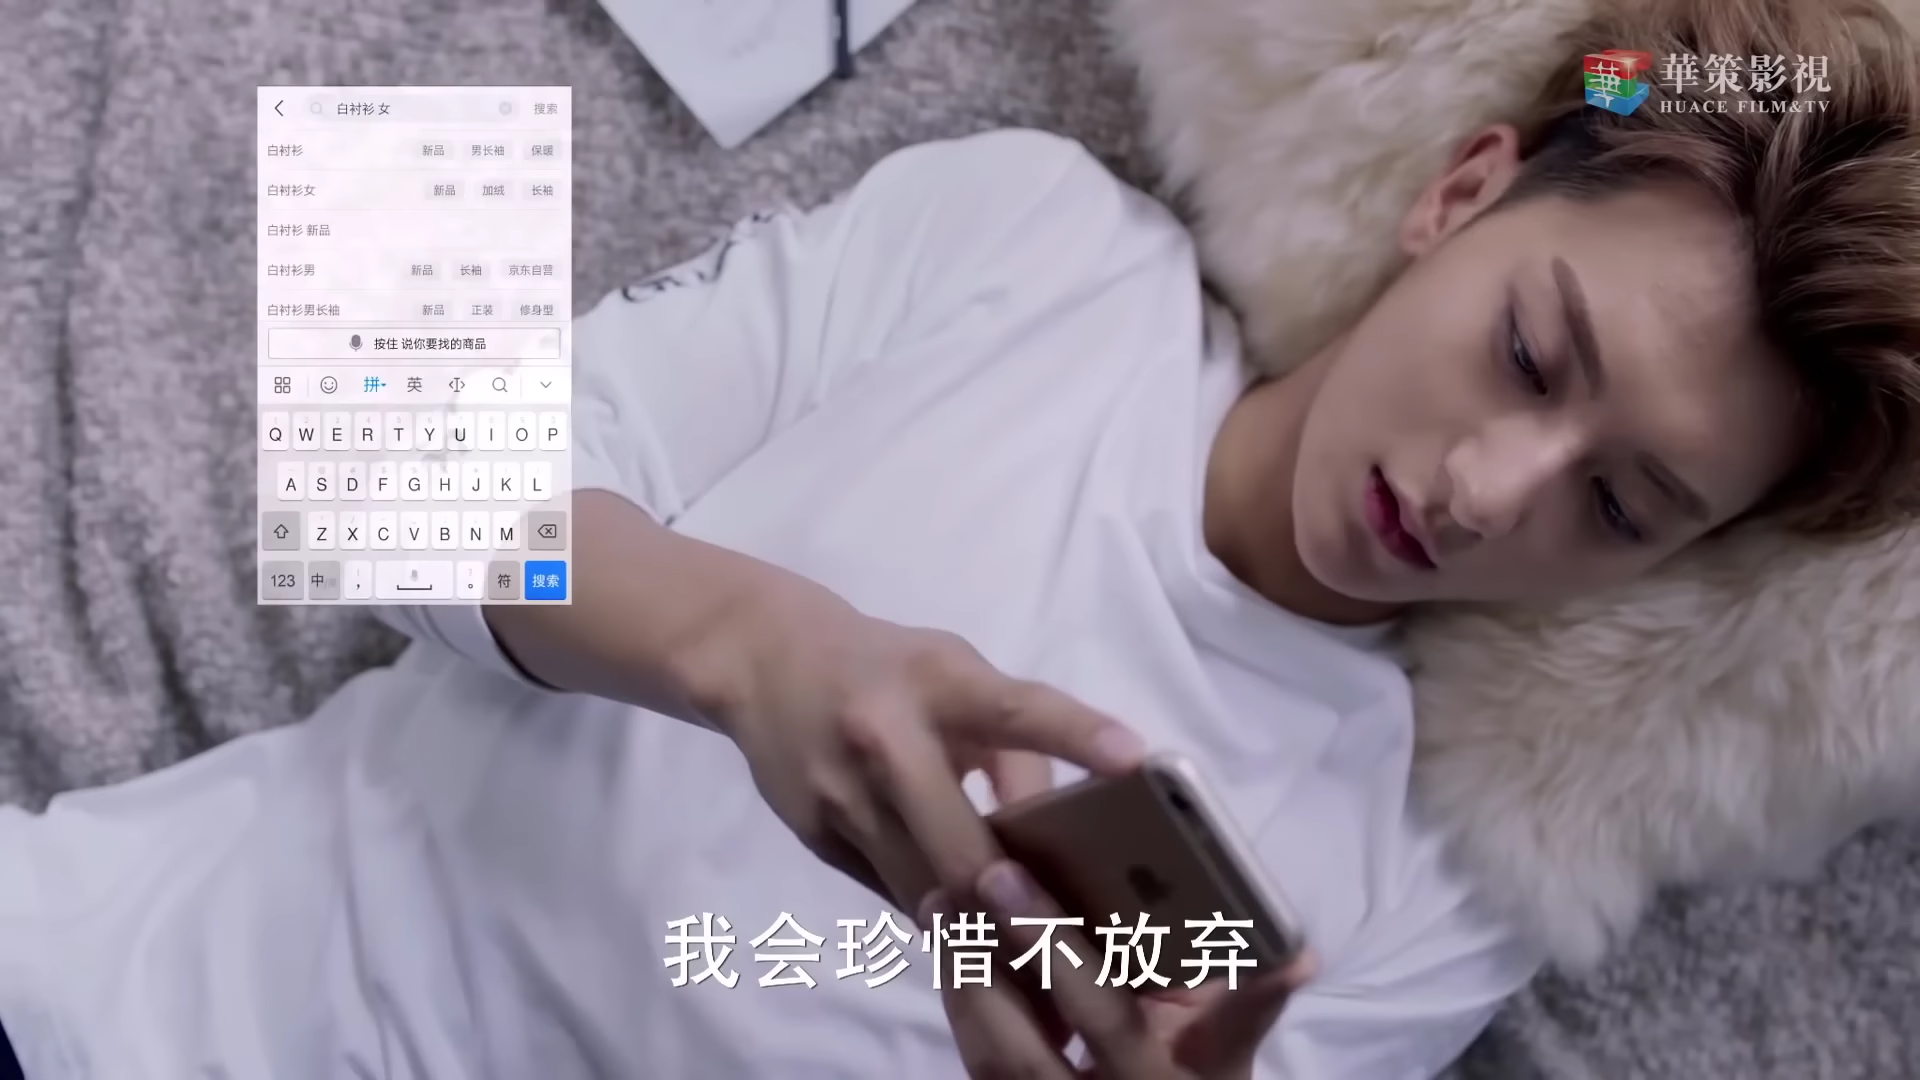 華策影視
HUACE FILM&TV
白衬衫 女 搜索
白衬衫 新品 男长袖 保暖
白衬衫女 新品 加绒 长袖
白衬衫 新品
白衬衫男 新品 长袖 京东自营
白衬衫男长袖 新品 正装 修身型
按住 说你要找的商品
拼 英
Q W E R T Y U I O P
A S D F G H J K L
Z X C V B N M
123 中 ， 。 符 搜索
我会珍惜不放弃